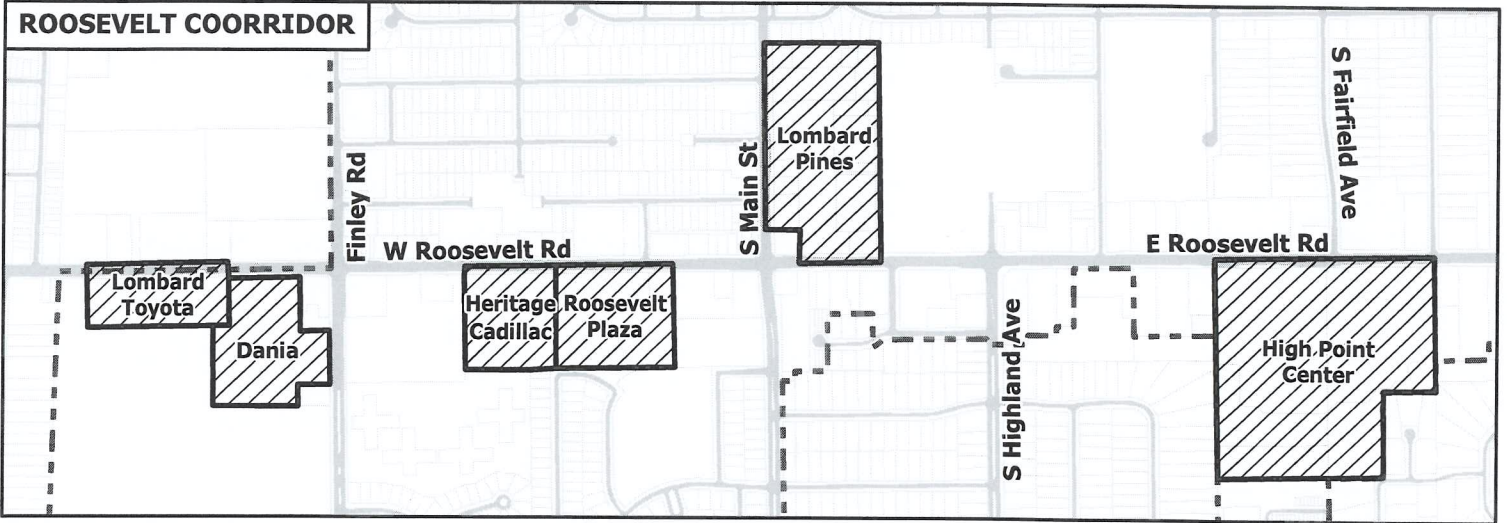 ROOSEVELT COORRIDOR
Finley Rd
W Roosevelt Rd
S Main St
Lombard
Pines
S Fairfield Ave
E Roosevelt Rd
Lombard
Toyota
Dania
Heritage
Cadillac
Roosevelt
Plaza
S Highland Ave
High Point
Center